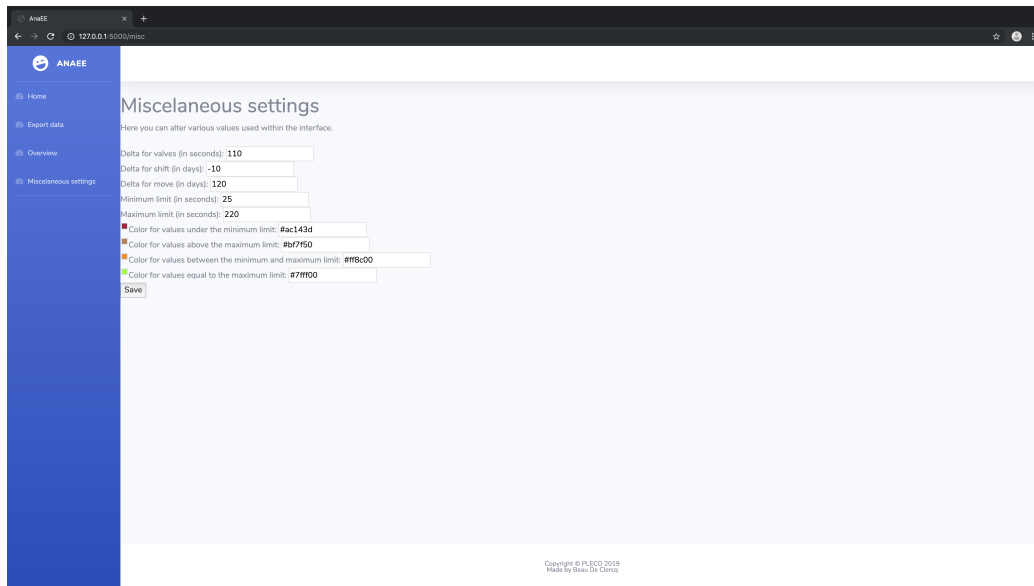 AnaEE
127.0.0.1:5000/misc
ANAEE
Home
Export data
Overview
Miscelaneous settings
Miscelaneous settings
Here you can alter various values used within the interface.
Delta for valves (in seconds): 110
Delta for shift (in days): -10
Delta for move (in days): 120
Minimum limit (in seconds): 25
Maximum limit (in seconds): 220
Color for values under the minimum limit: #ac143d
Color for values above the maximum limit: #bf7f50
Color for values between the minimum and maximum limit: #ff8c00
Color for values equal to the maximum limit: #7fff00
Save
Copyright © PLECO 2019
Made by Beau De Clercq